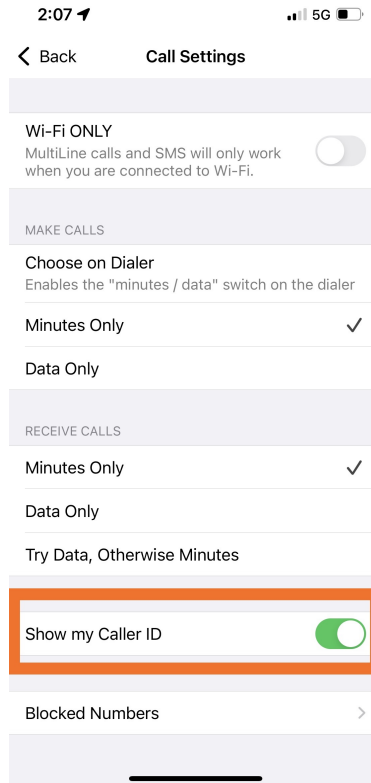 2:07 5G
Back Call Settings
Wi-Fi ONLY
MultiLine calls and SMS will only work
when you are connected to Wi-Fi.
MAKE CALLS
Choose on Dialer
Enables the "minutes / data" switch on the dialer
Minutes Only
Data Only
RECEIVE CALLS
Minutes Only
Data Only
Try Data, Otherwise Minutes
Show my Caller ID
Blocked Numbers